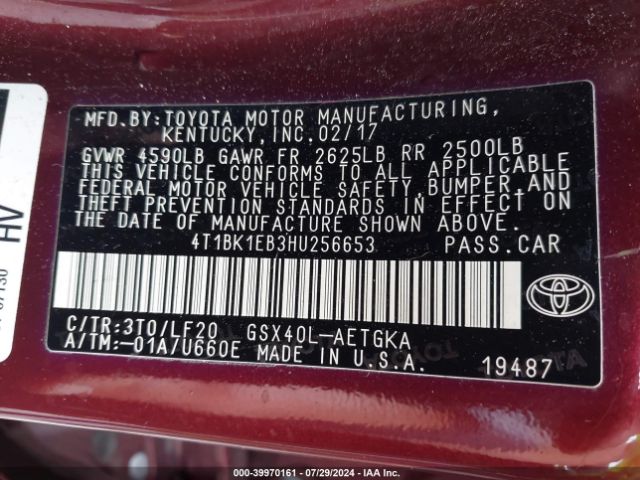 MFD.BY:TOYOTA MOTOR MANUFACTURING,
KENTUCKY,INC.02/17
GVWR 4590LB GAWR FR 2625LB RR 2500LB
THIS VEHICLE CONFORMS TO ALL APPLICABLE
FEDERAL MOTOR VEHICLE SAFETY,BUMPER,AND
THEFT PREVENTION STANDARDS IN EFFECT ON
THE DATE OF MANUFACTURE SHOWN ABOVE.
4T1BK1EB3HU256653 PASS.CAR
C/TR:3T0/LF20 GSX40L-AETGKA
A/TM:-01A/U660E MADE IN U.S.A. 19487
HV
000-39970161 | 07/29/2024 | IAA Inc.